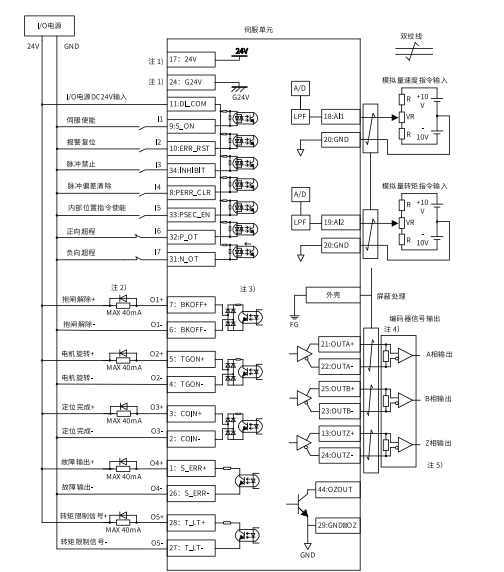 I/O电源
24V
GND
伺服单元
注 1)
17：24V
24V
注 1)
24：G24V
G24V
I/O电源DC24V输入
11:DI_COM
伺服使能
I1
9:S_ON
报警复位
I2
10:ERR_RST
脉冲禁止
I3
34:INHIBIT
脉冲偏差清除
I4
8:PERR_CLR
内部位置指令使能
I5
33:PSEC_EN
正向超程
I6
32:P_OT
负向超程
I7
31:N_OT
注 2)
注 3)
抱闸解除+
O1+
7：BKOFF+
MAX 40mA
抱闸解除-
O1-
6：BKOFF-
电机旋转+
O2+
5：TGON+
MAX 40mA
电机旋转-
O2-
4：TGON-
定位完成+
O3+
3：COIN+
MAX 40mA
定位完成-
O3-
2：COIN-
故障输出+
O4+
1：S_ERR+
MAX 40mA
故障输出-
O4-
26：S_ERR-
转矩限制信号+
O5+
28：T_LT+
MAX 40mA
转矩限制信号-
O5-
27：T_LT-
双绞线
模拟量速度指令输入
A/D
LPF
18:AI1
20:GND
R
+10
V
VR
R
-
10V
模拟量转矩指令输入
A/D
LPF
19:AI2
20:GND
R
+10
V
VR
R
-
10V
外壳
屏蔽处理
FG
编码器信号输出
注 4)
21:OUTA+
22:OUTA-
A相输出
25:OUTB+
23:OUTB-
B相输出
13:OUTZ+
24:OUTZ-
Z相输出
注 5)
44:OZOUT
GND